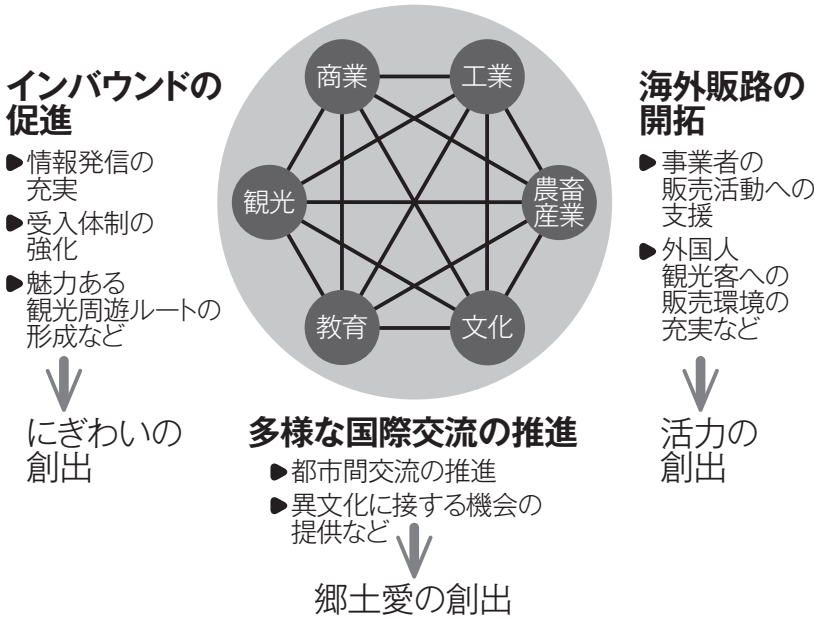 商業
工業
観光
農畜
産業
教育
文化
インバウンドの
促進
▶情報発信の
充実
▶受入体制の
強化
▶魅力ある
観光周遊ルートの
形成など
にぎわいの
創出
多様な国際交流の推進
▶都市間交流の推進
▶異文化に接する機会の
提供など
郷土愛の創出
海外販路の
開拓
▶事業者の
販売活動への
支援
▶外国人
観光客への
販売環境の
充実など
活力の
創出